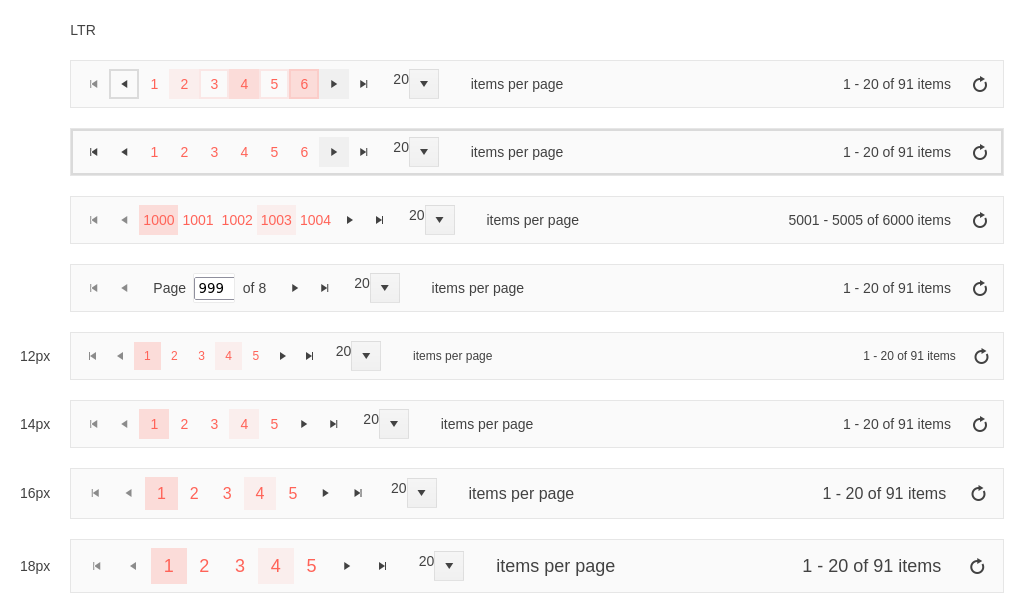 LTR
1 2 3 4 5 6 20 items per page 1 - 20 of 91 items
1 2 3 4 5 6 20 items per page 1 - 20 of 91 items
1000 1001 1002 1003 1004 20 items per page 5001 - 5005 of 6000 items
Page 999 of 8 20 items per page 1 - 20 of 91 items
12px 1 2 3 4 5 20 items per page 1 - 20 of 91 items
14px 1 2 3 4 5 20 items per page 1 - 20 of 91 items
16px 1 2 3 4 5 20 items per page 1 - 20 of 91 items
18px 1 2 3 4 5 20 items per page 1 - 20 of 91 items